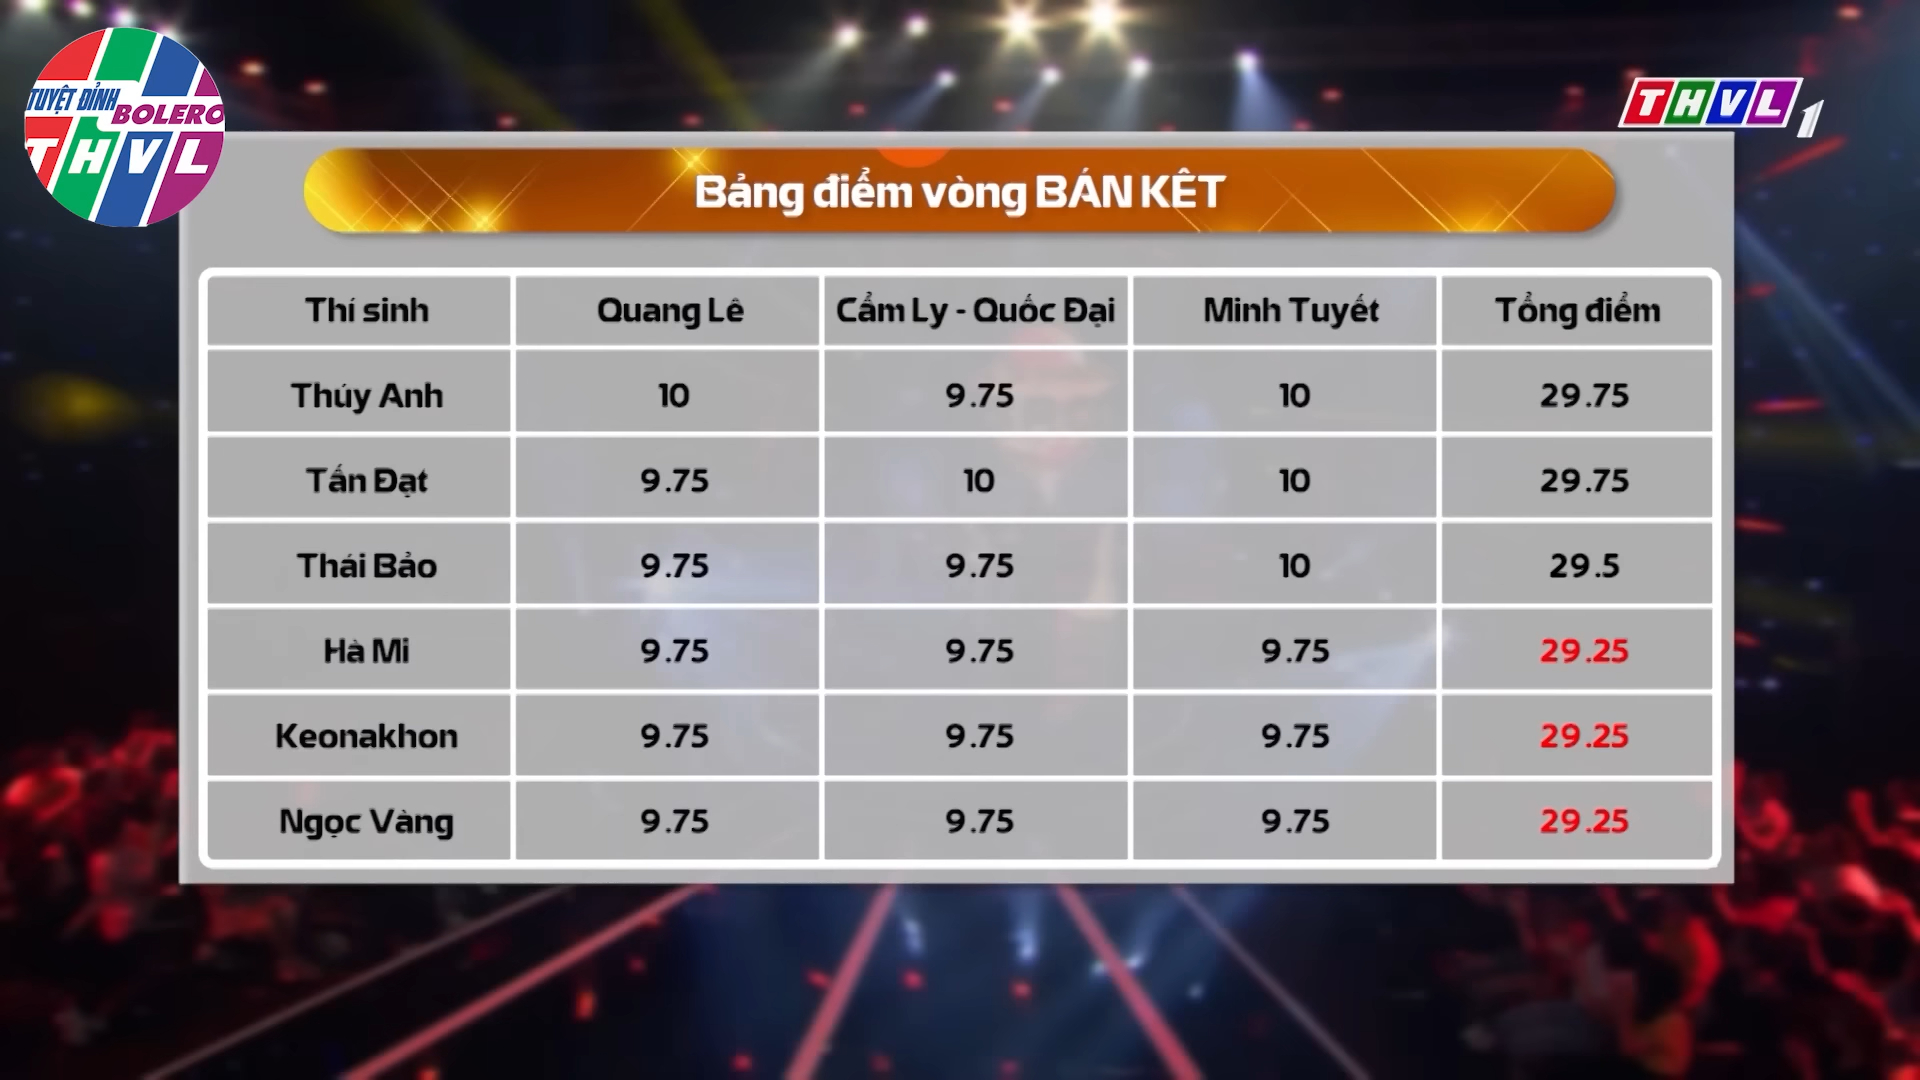 TUYỆT ĐỈNH
BOLERO
THVL
THVL 1
Bảng điểm vòng BÁN KẾT
Thí sinh Quang Lê Cẩm Ly - Quốc Đại Minh Tuyết Tổng điểm
Thúy Anh 10 9.75 10 29.75
Tấn Đạt 9.75 10 10 29.75
Thái Bảo 9.75 9.75 10 29.5
Hà Mi 9.75 9.75 9.75 29.25
Keonakhon 9.75 9.75 9.75 29.25
Ngọc Vàng 9.75 9.75 9.75 29.25